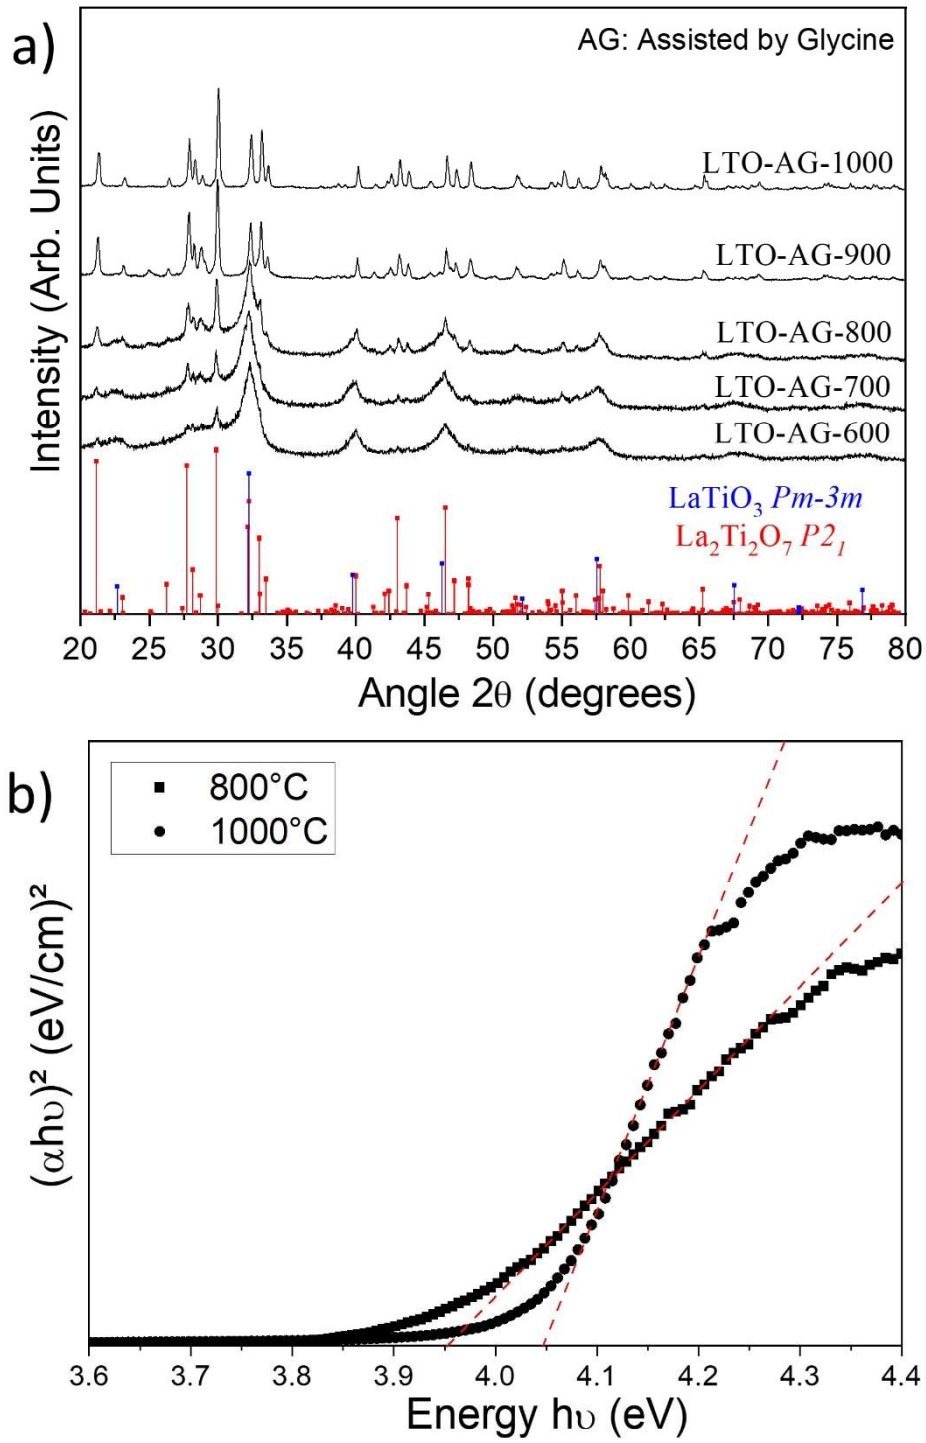 a)
AG: Assisted by Glycine
Intensity (Arb. Units)
LTO-AG-1000
LTO-AG-900
LTO-AG-800
LTO-AG-700
LTO-AG-600
LaTiO₃ Pm-3m
La₂Ti₂O₇ P2₁
20 25 30 35 40 45 50 55 60 65 70 75 80
Angle 2θ (degrees)
b)
800°C
1000°C
(αhυ)² (eV/cm)²
3.6 3.7 3.8 3.9 4.0 4.1 4.2 4.3 4.4
Energy hυ (eV)